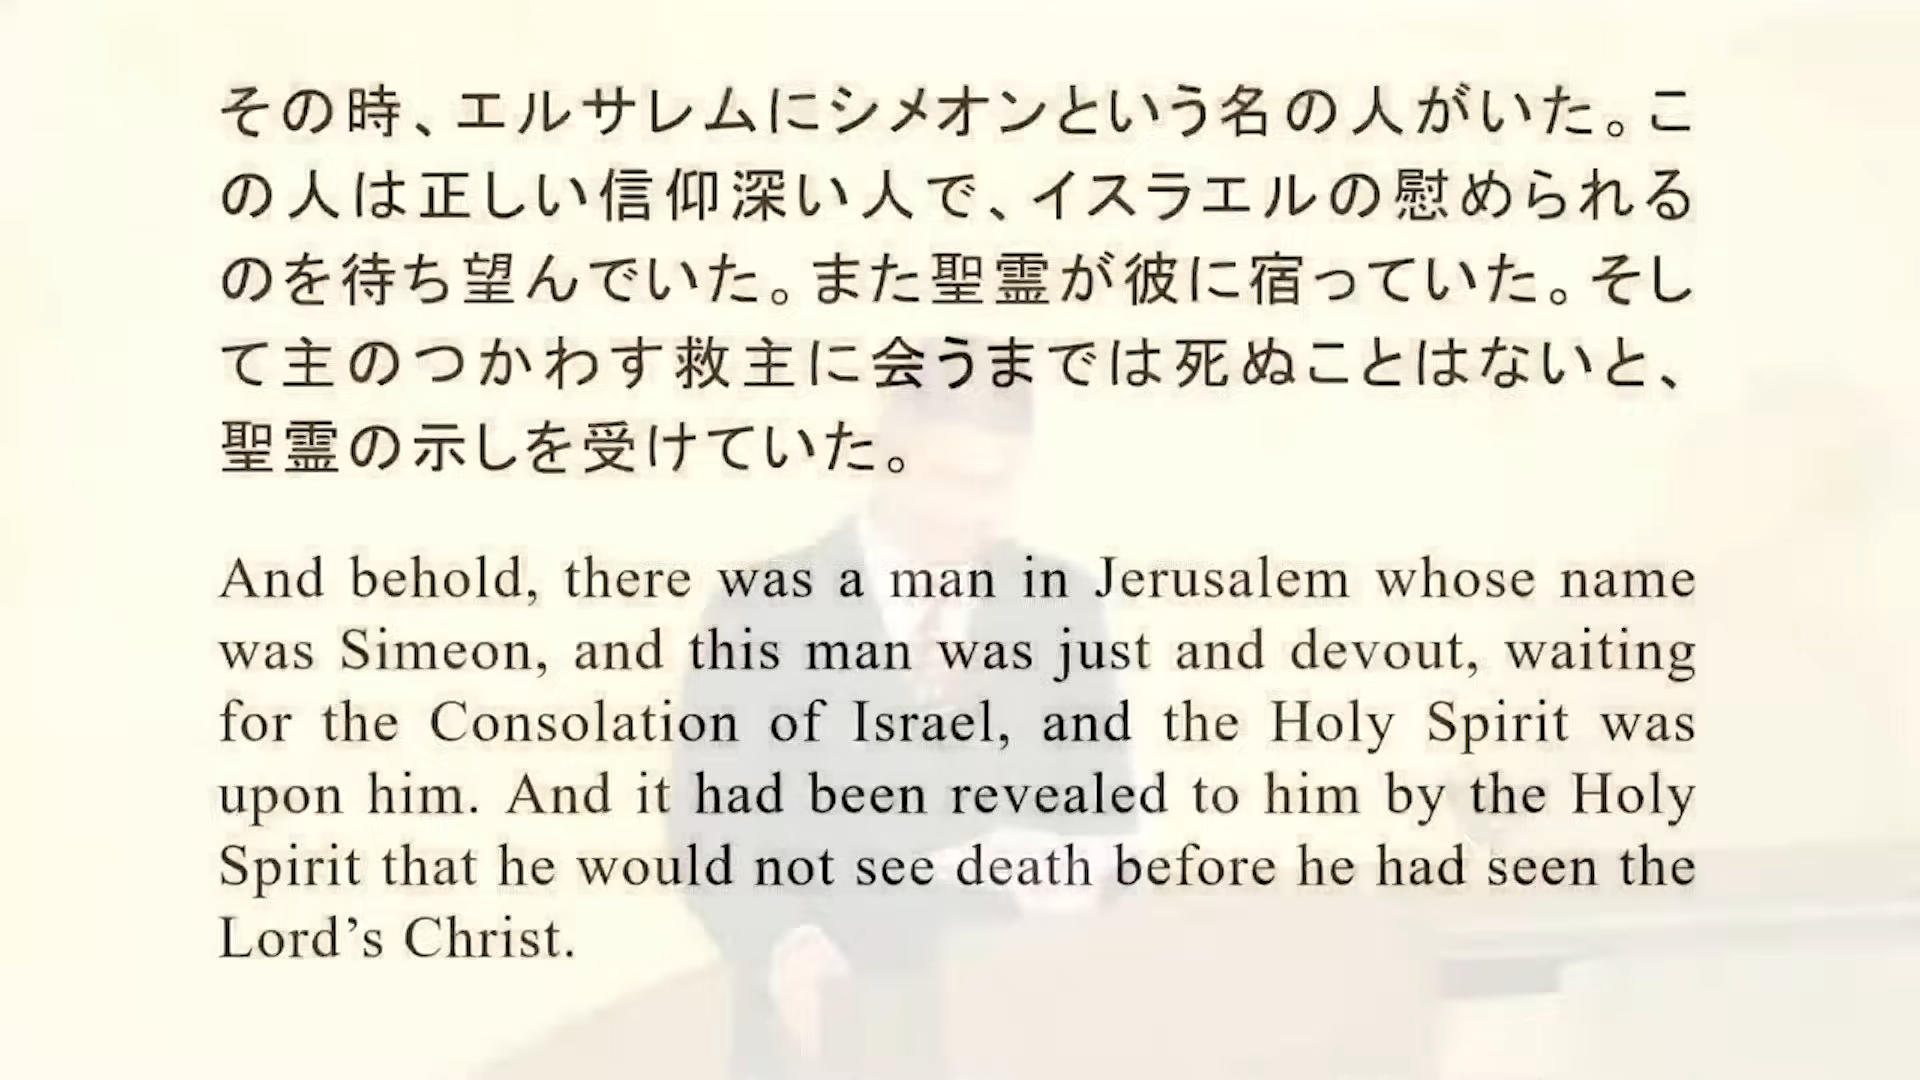 その時、エルサレムにシメオンという名の人がいた。こ
の人は正しい信仰深い人で、イスラエルの慰められる
のを待ち望んでいた。また聖霊が彼に宿っていた。そし
て主のつかわす救主に会うまでは死ぬことはないと、
聖霊の示しを受けていた。
And behold, there was a man in Jerusalem whose name
was Simeon, and this man was just and devout, waiting
for the Consolation of Israel, and the Holy Spirit was
upon him. And it had been revealed to him by the Holy
Spirit that he would not see death before he had seen the
Lord’s Christ.